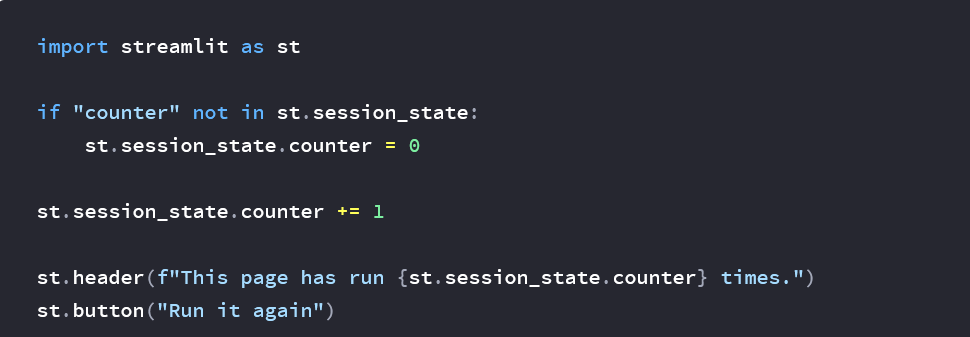 import streamlit as st
if "counter" not in st.session_state:
    st.session_state.counter = 0
st.session_state.counter += 1
st.header(f"This page has run {st.session_state.counter} times.")
st.button("Run it again")